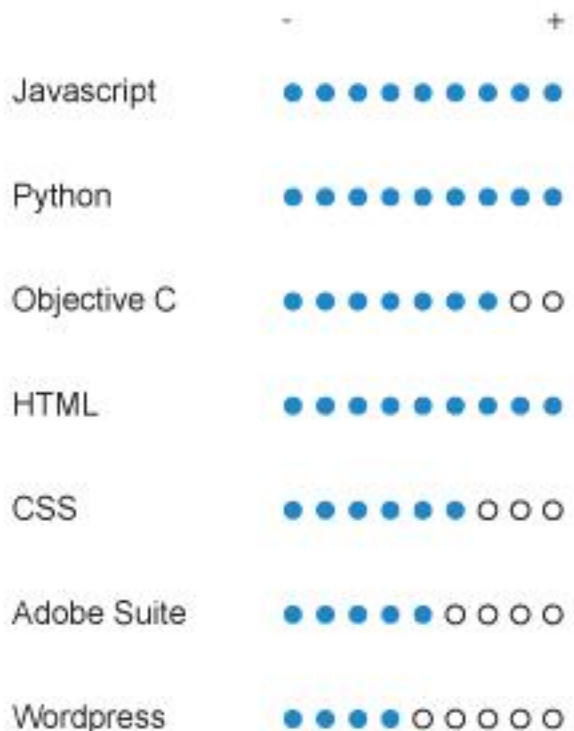 - +
Javascript
Python
Objective C
HTML
CSS
Adobe Suite
Wordpress